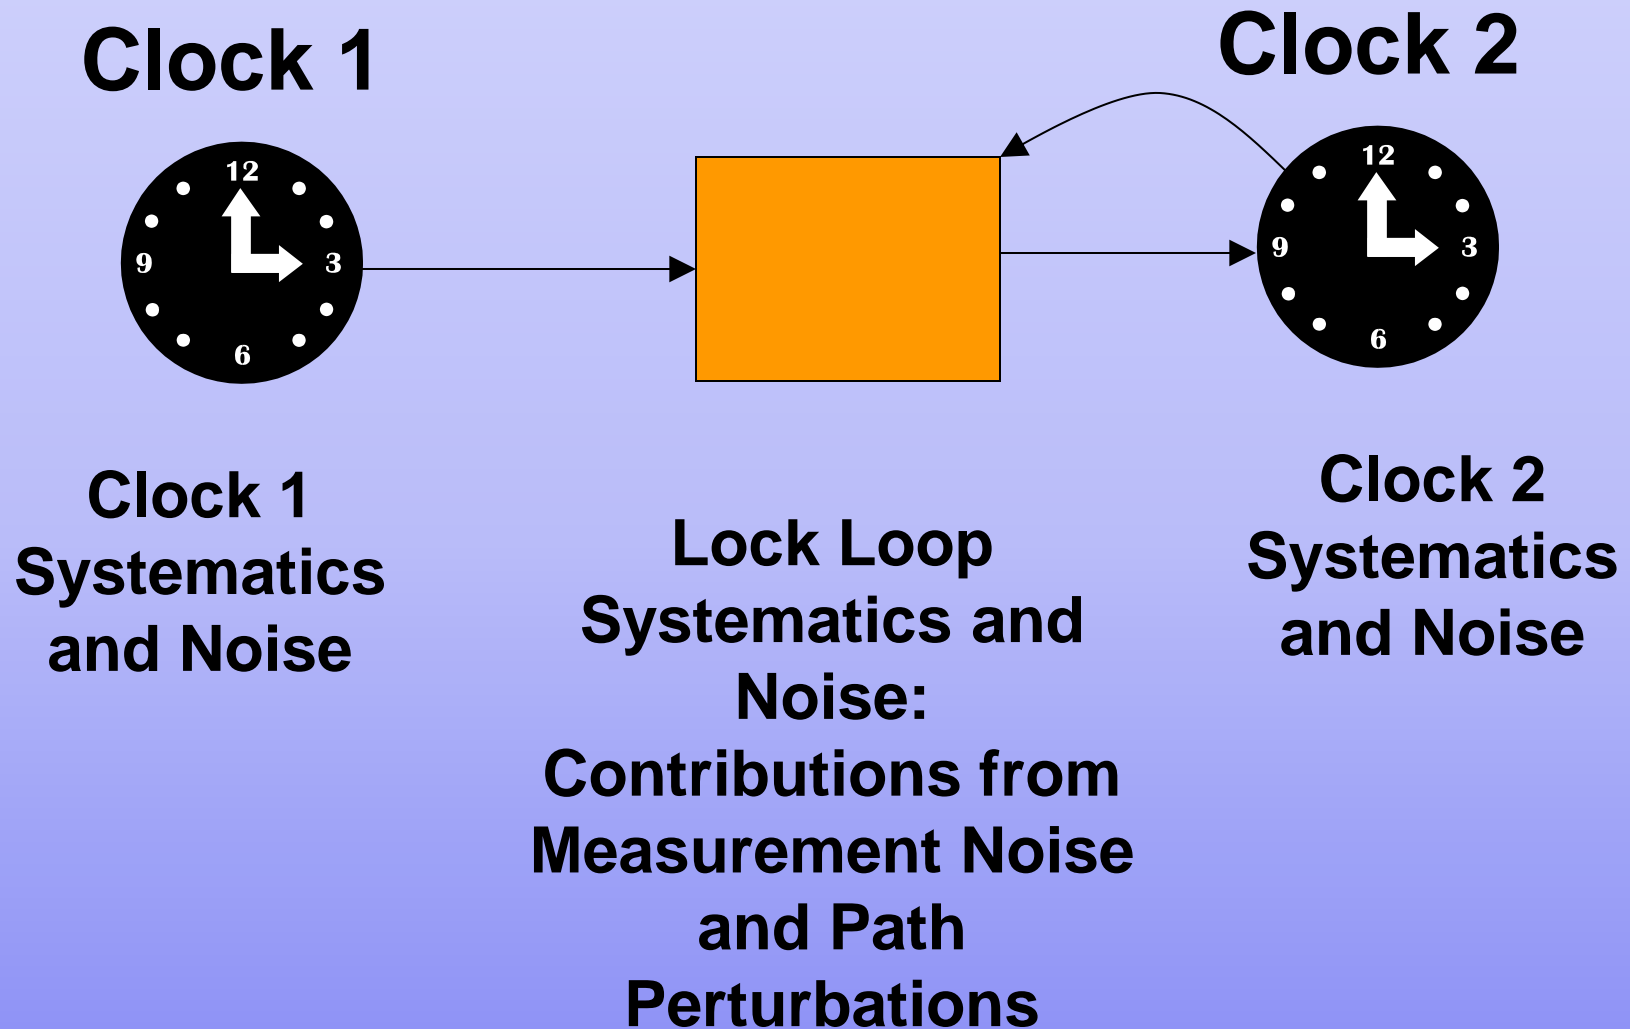 Clock 1
Clock 2
12
9
3
6
12
9
3
6
Clock 1
Systematics
and Noise
Lock Loop
Systematics and
Noise:
Contributions from
Measurement Noise
and Path
Perturbations
Clock 2
Systematics
and Noise